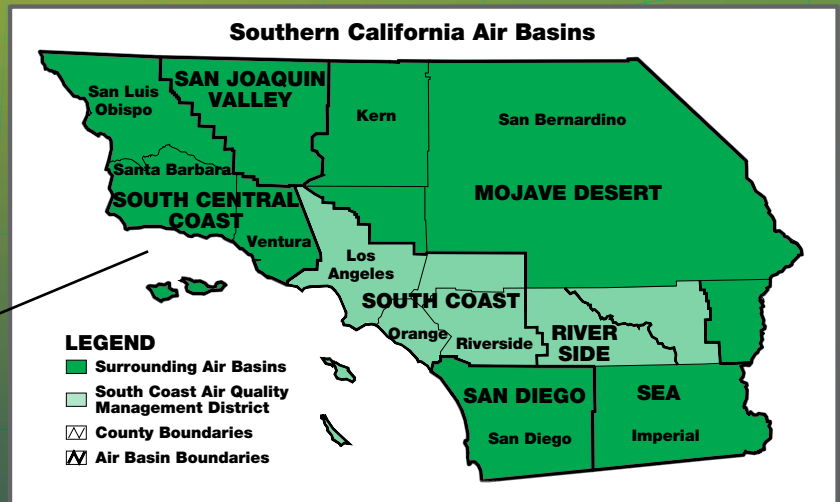 Southern California Air Basins
San Luis
Obispo
SAN JOAQUIN
VALLEY
Kern
San Bernardino
Santa Barbara
SOUTH CENTRAL
COAST
MOJAVE DESERT
Ventura
Los
Angeles
SOUTH COAST
Orange
Riverside
RIVER
SIDE
SAN DIEGO
SEA
San Diego
Imperial
LEGEND
Surrounding Air Basins
South Coast Air Quality
Management District
County Boundaries
Air Basin Boundaries